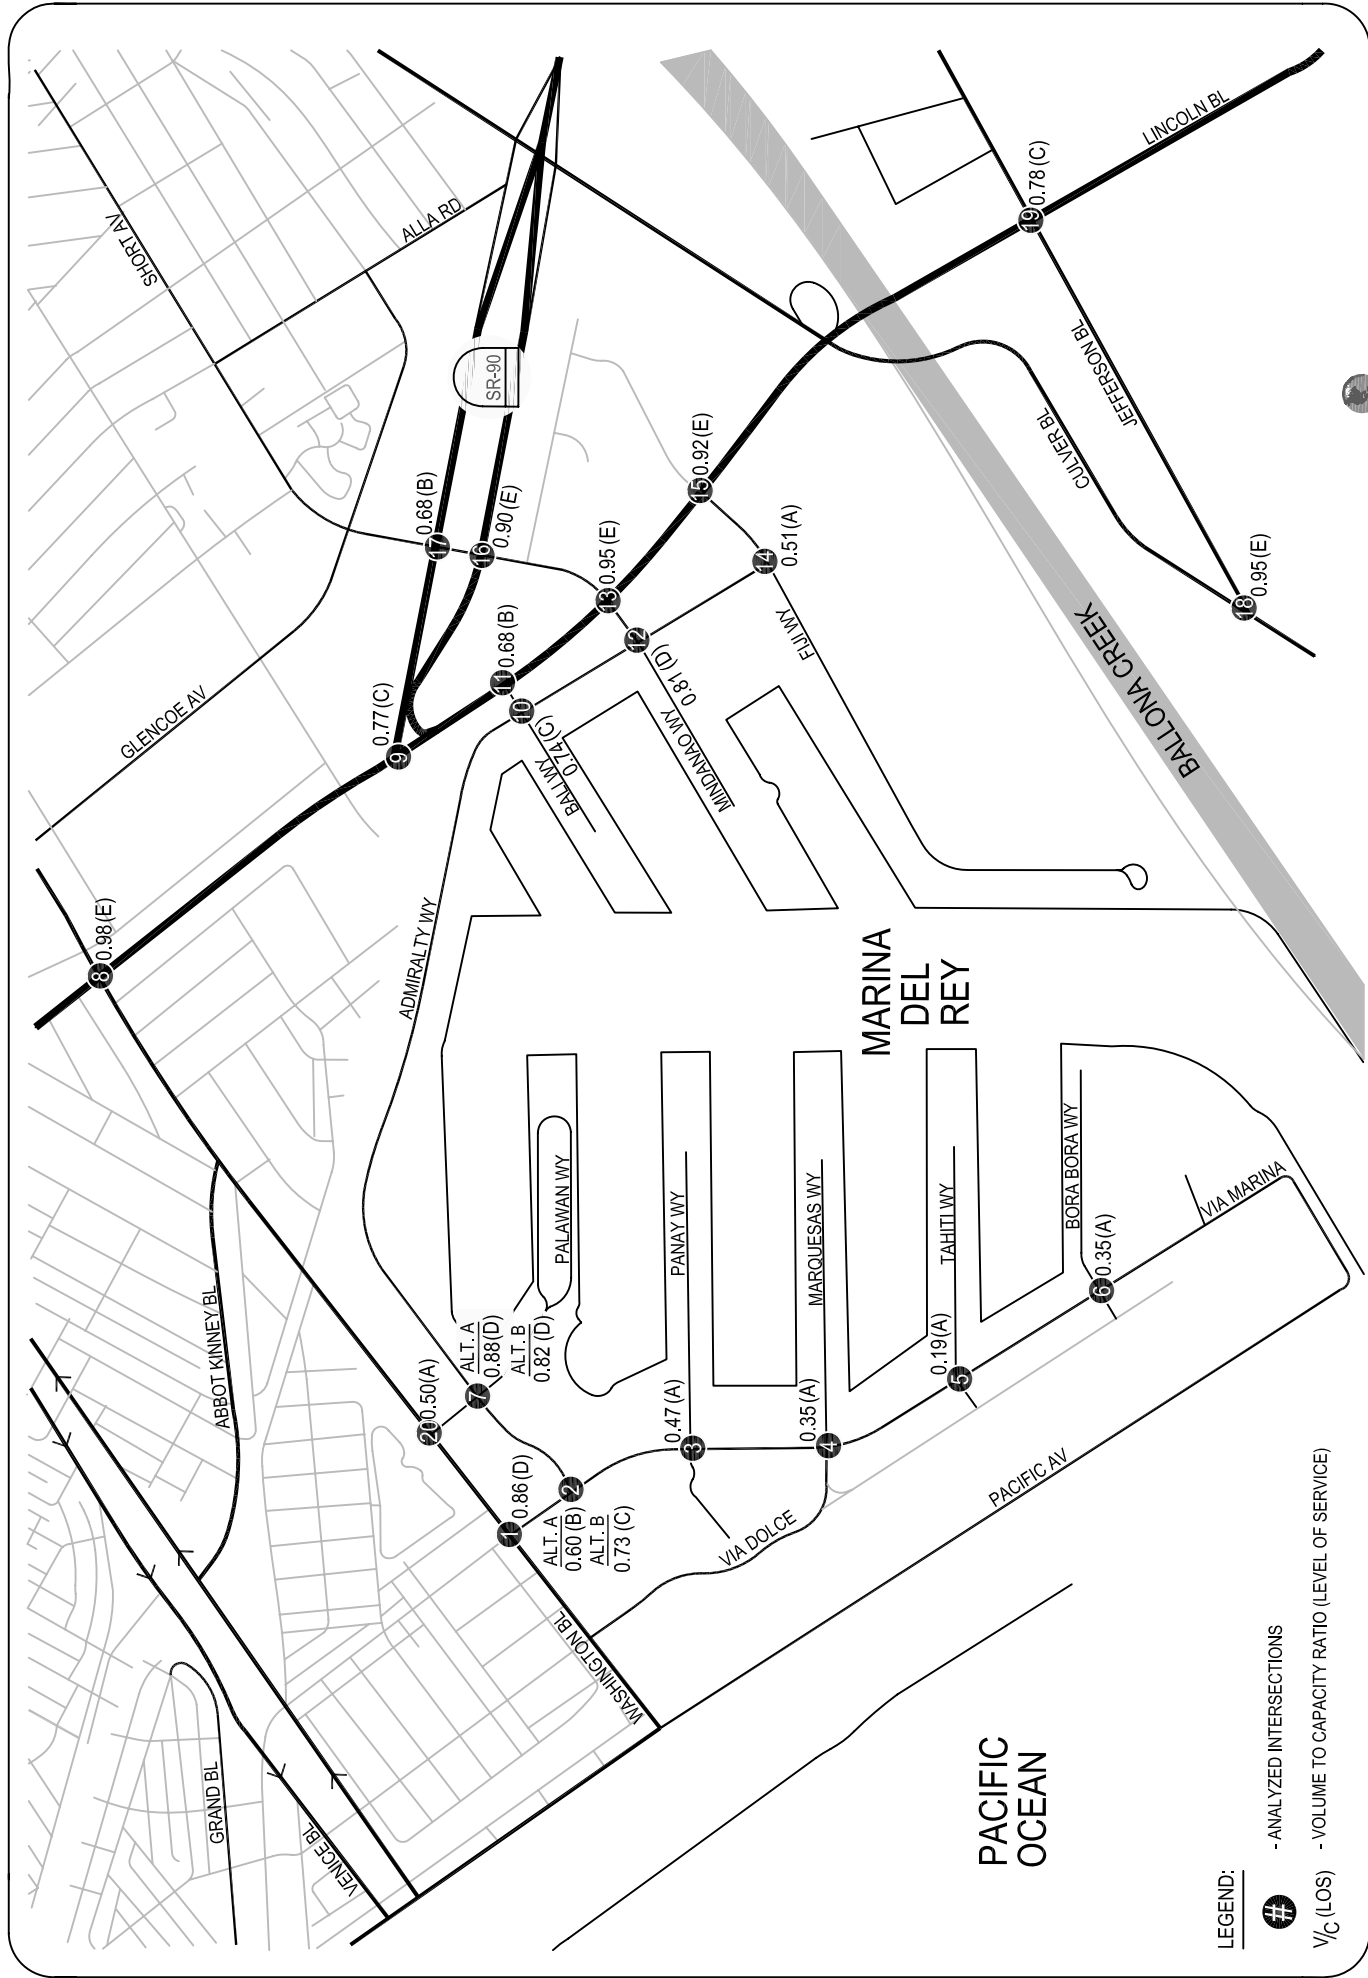 SHORT AV
ALLA RD
SR-90
GLENCOE AV
LINCOLN BL
JEFFERSON BL
CULVER BL
BALLONA CREEK
FIJI WY
MINDANAO WY
BALI WY
ADMIRALTY WY
MARINA
DEL
REY
PALAWAN WY
PANAY WY
MARQUESAS WY
TAHITI WY
BORA BORA WY
VIA MARINA
ABBOT KINNEY BL
GRAND BL
VENICE BL
WASHINGTON BL
VIA DOLCE
PACIFIC AV
PACIFIC
OCEAN
1 0.86 (D)
2
ALT. A
0.60 (B)
ALT. B
0.73 (C)
3 0.47 (A)
4 0.35 (A)
5 0.19 (A)
6 0.35 (A)
7
ALT. A
0.88 (D)
ALT. B
0.82 (D)
8 0.98 (E)
9 0.77 (C)
10 0.74 (C)
11 0.68 (B)
12 0.81 (D)
13 0.95 (E)
14 0.51 (A)
15 0.92 (E)
16 0.90 (E)
17 0.68 (B)
18 0.95 (E)
19 0.78 (C)
20 0.50 (A)
LEGEND:
# - ANALYZED INTERSECTIONS
V/C (LOS) - VOLUME TO CAPACITY RATIO (LEVEL OF SERVICE)